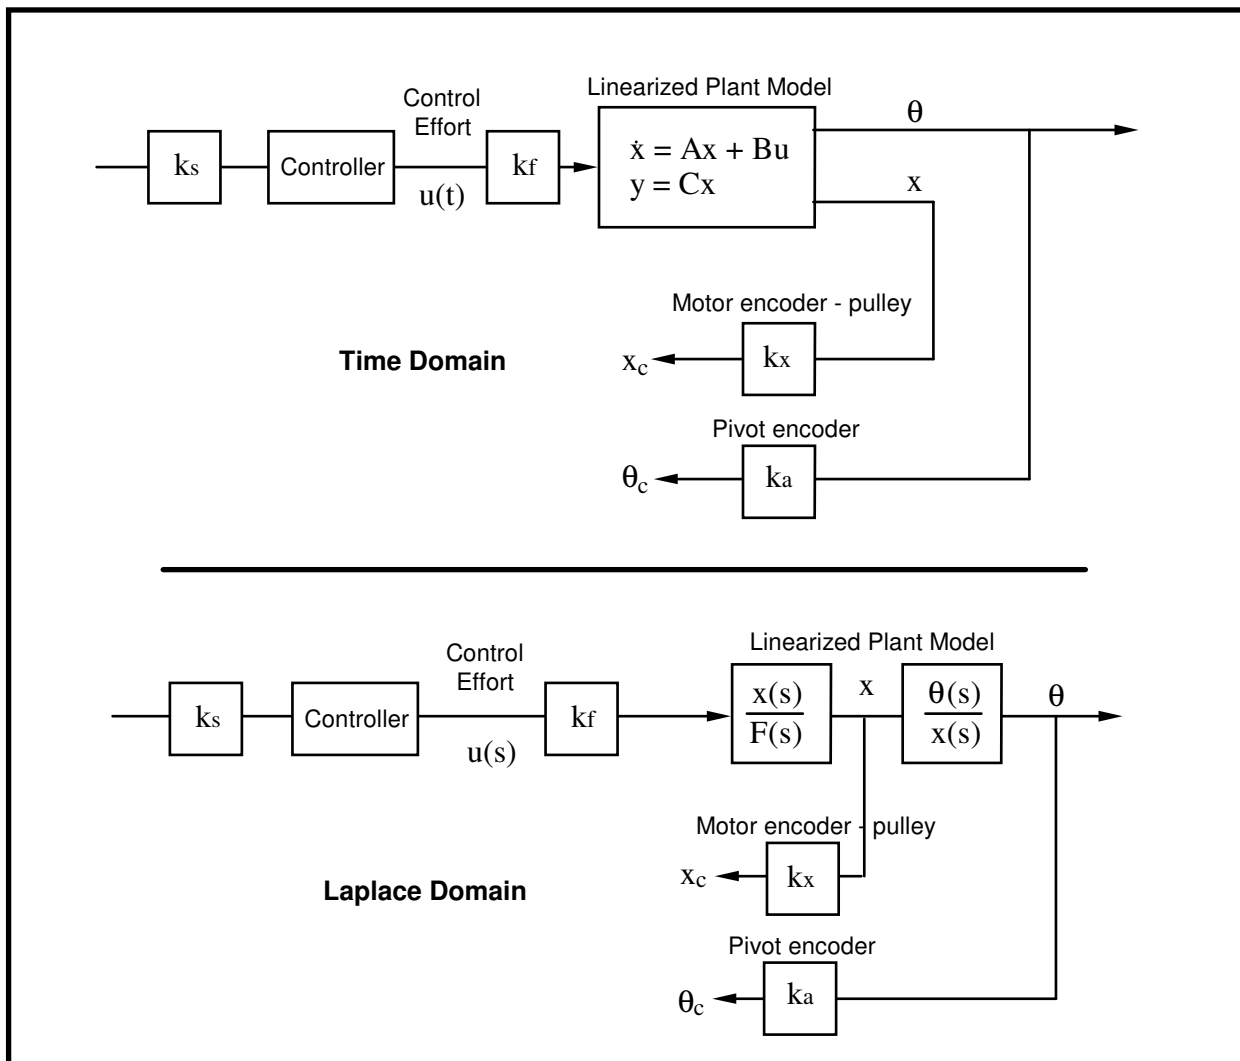 Linearized Plant Model
Control
Effort
θ
ks
Controller
kf
ẋ = Ax + Bu
y = Cx
u(t)
x
Motor encoder - pulley
Time Domain
xc
kx
Pivot encoder
θc
ka
Linearized Plant Model
Control
Effort
ks
Controller
kf
x(s)
F(s)
x
θ(s)
x(s)
θ
u(s)
Motor encoder - pulley
xc
kx
Laplace Domain
Pivot encoder
θc
ka